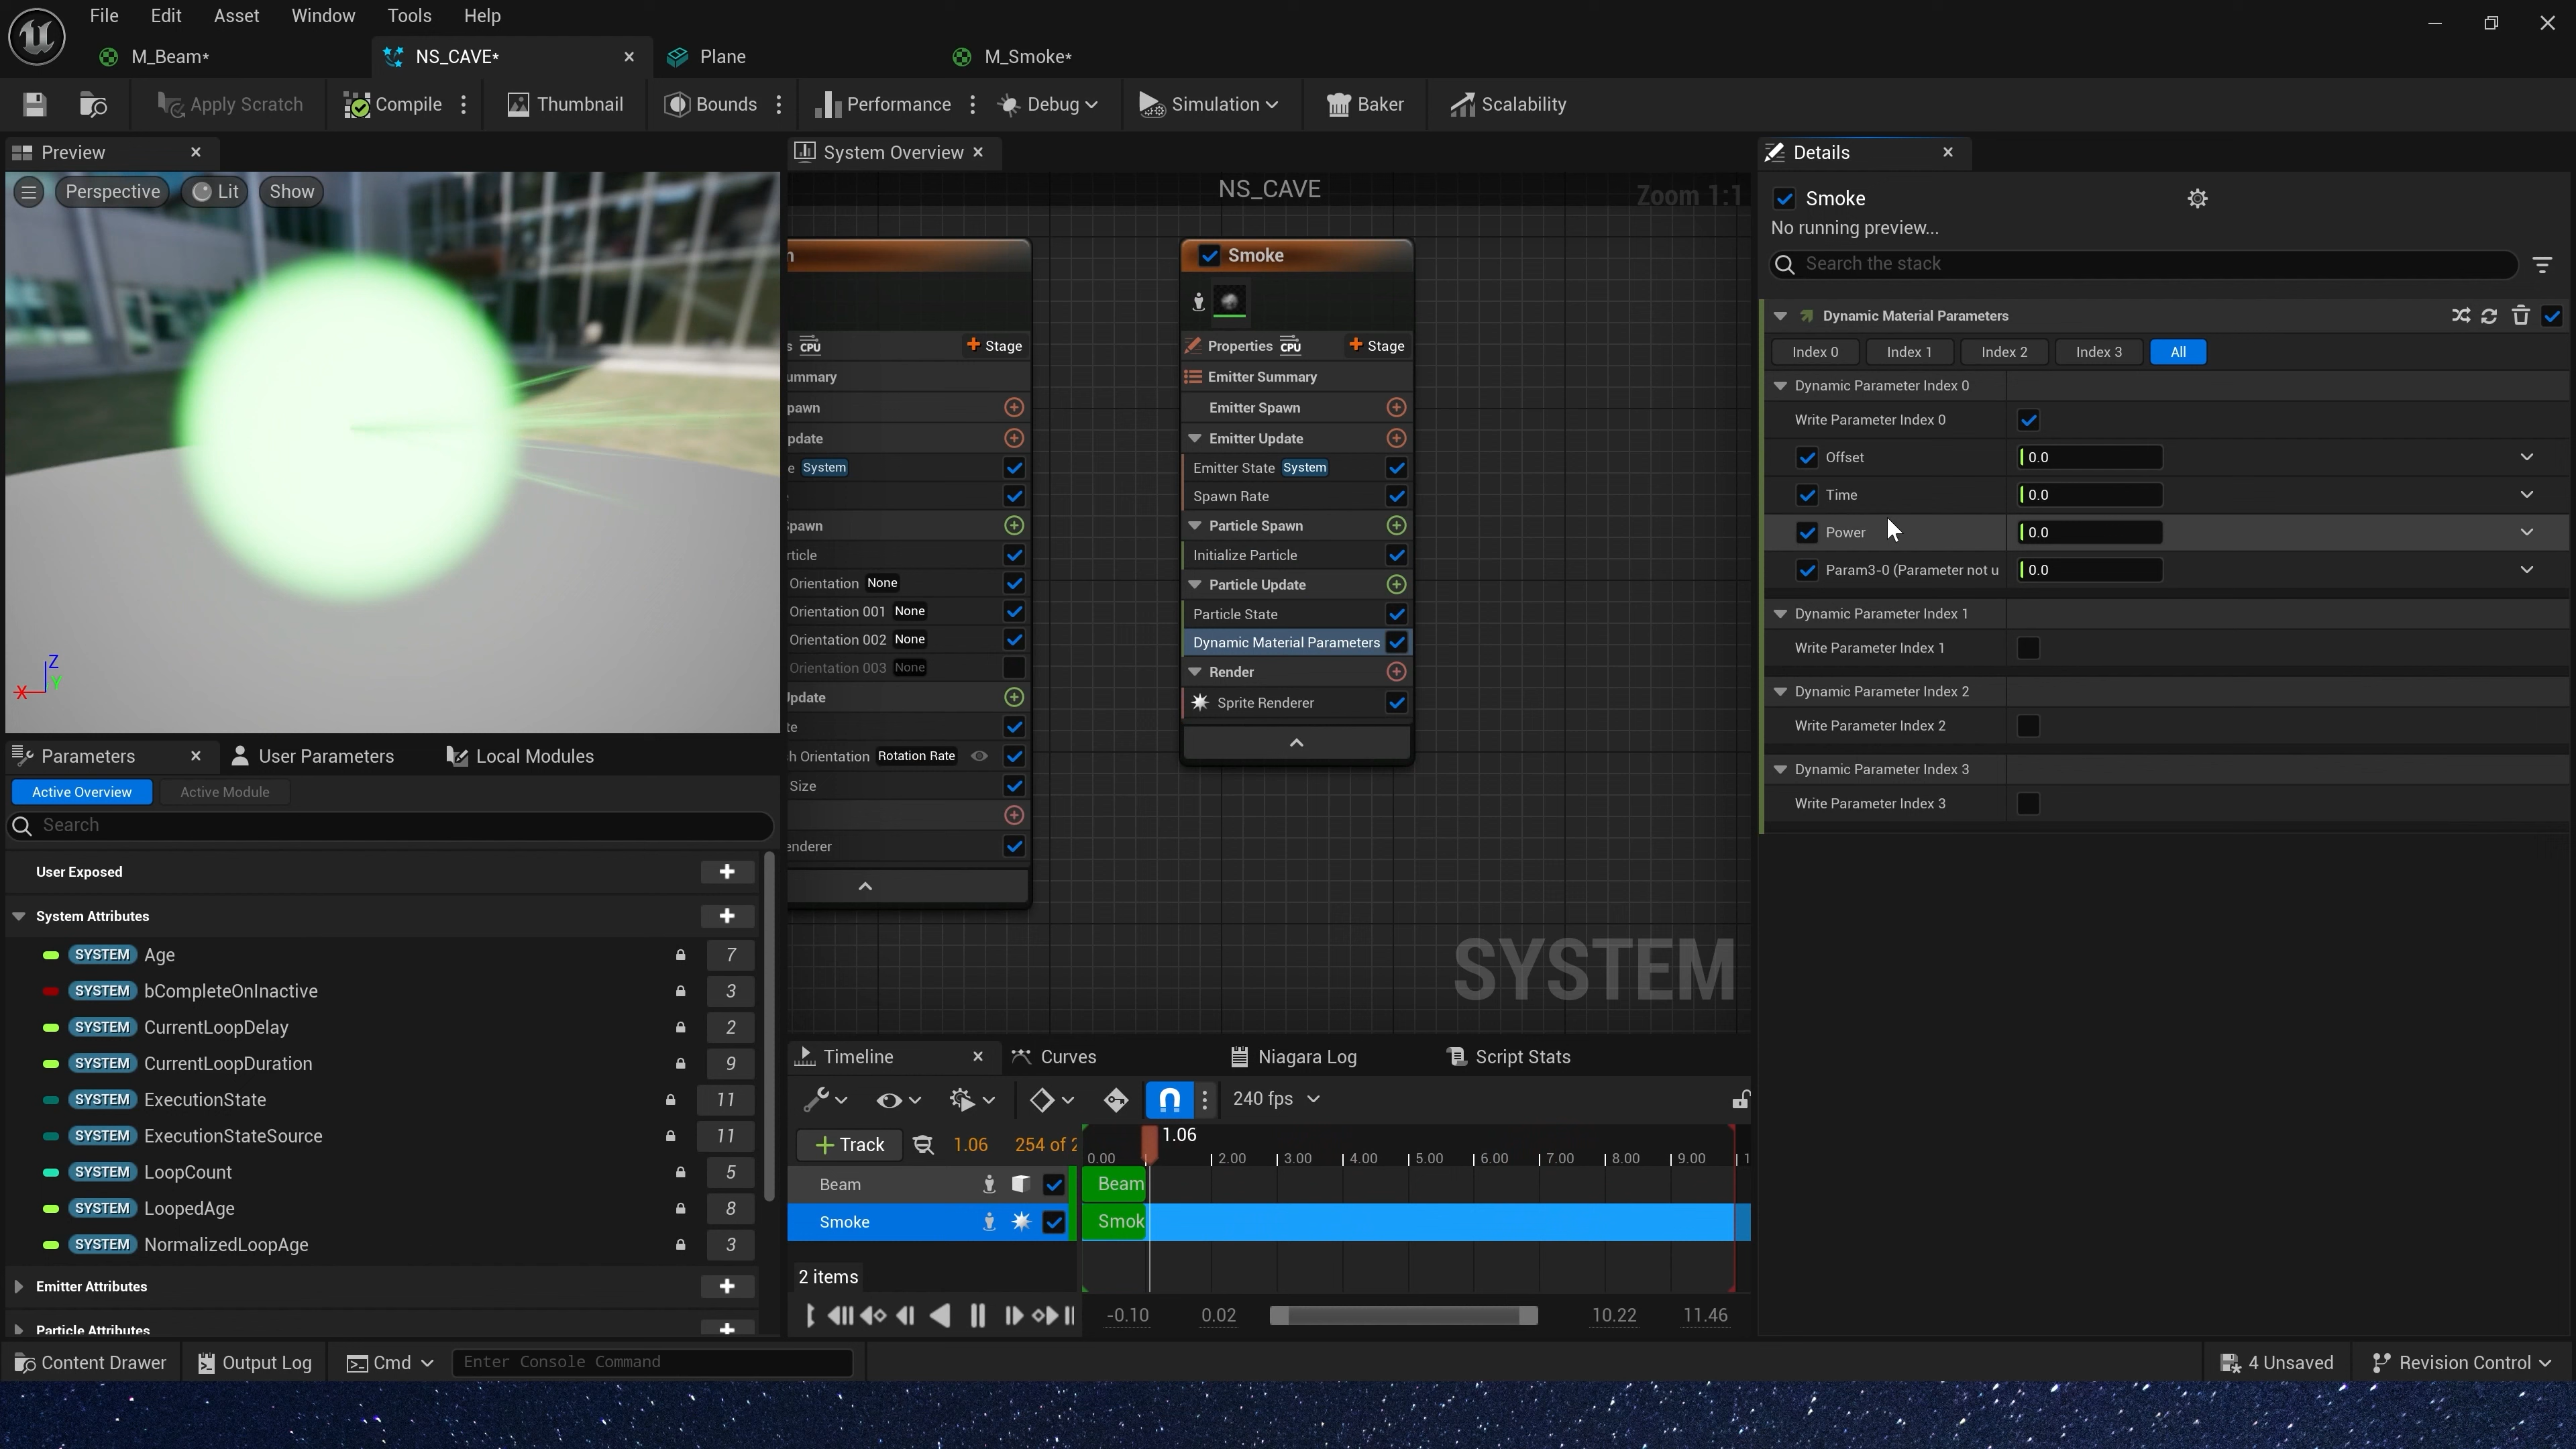 File Edit Asset Window Tools Help
M_Beam* NS_CAVE* Plane M_Smoke*
Apply Scratch Compile Thumbnail Bounds Performance Debug Simulation Baker Scalability
Preview
Perspective Lit Show
Z
Y
X
System Overview
NS_CAVE
Zoom 1:1
n
s CPU Stage
ummary
pawn
pdate
e System
pawn
rticle
Orientation None
Orientation 001 None
Orientation 002 None
Orientation 003 None
Update
te
h Orientation Rotation Rate
Size
enderer
Smoke
Properties CPU Stage
Emitter Summary
Emitter Spawn
Emitter Update
Emitter State System
Spawn Rate
Particle Spawn
Initialize Particle
Particle Update
Particle State
Dynamic Material Parameters
Render
Sprite Renderer
SYSTEM
Details
Smoke
No running preview...
Search the stack
Dynamic Material Parameters
Index 0 Index 1 Index 2 Index 3 All
Dynamic Parameter Index 0
Write Parameter Index 0
Offset 0.0
Time 0.0
Power 0.0
Param3-0 (Parameter not u 0.0
Dynamic Parameter Index 1
Write Parameter Index 1
Dynamic Parameter Index 2
Write Parameter Index 2
Dynamic Parameter Index 3
Write Parameter Index 3
Parameters User Parameters Local Modules
Active Overview Active Module
Search
User Exposed
System Attributes
SYSTEM Age 7
SYSTEM bCompleteOnInactive 3
SYSTEM CurrentLoopDelay 2
SYSTEM CurrentLoopDuration 9
SYSTEM ExecutionState 11
SYSTEM ExecutionStateSource 11
SYSTEM LoopCount 5
SYSTEM LoopedAge 8
SYSTEM NormalizedLoopAge 3
Emitter Attributes
Particle Attributes
Timeline Curves Niagara Log Script Stats
240 fps
Track 1.06 254 of 2
1.06
0.00 2.00 3.00 4.00 5.00 6.00 7.00 8.00 9.00 1
Beam Beam
Smoke Smok
2 items
-0.10 0.02 10.22 11.46
Content Drawer Output Log Cmd Enter Console Command 4 Unsaved Revision Control